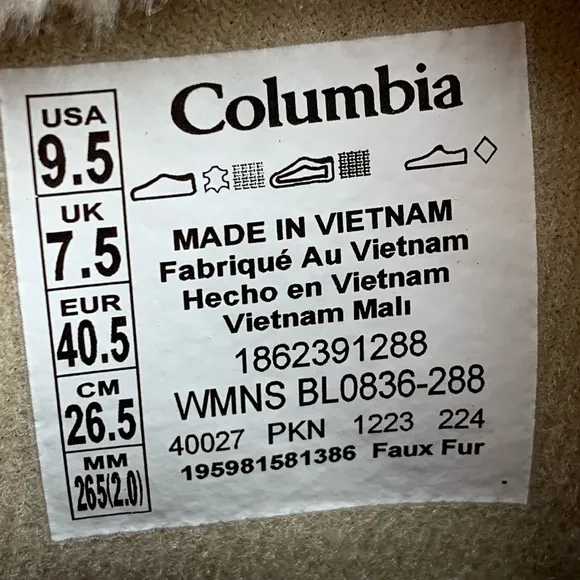 Columbia
USA
9.5
UK
7.5
EUR
40.5
CM
26.5
MM
265(2.0)
MADE IN VIETNAM
Fabriqué Au Vietnam
Hecho en Vietnam
Vietnam Malı
1862391288
WMNS BL0836-288
40027 PKN 1223 224
195981581386 Faux Fur